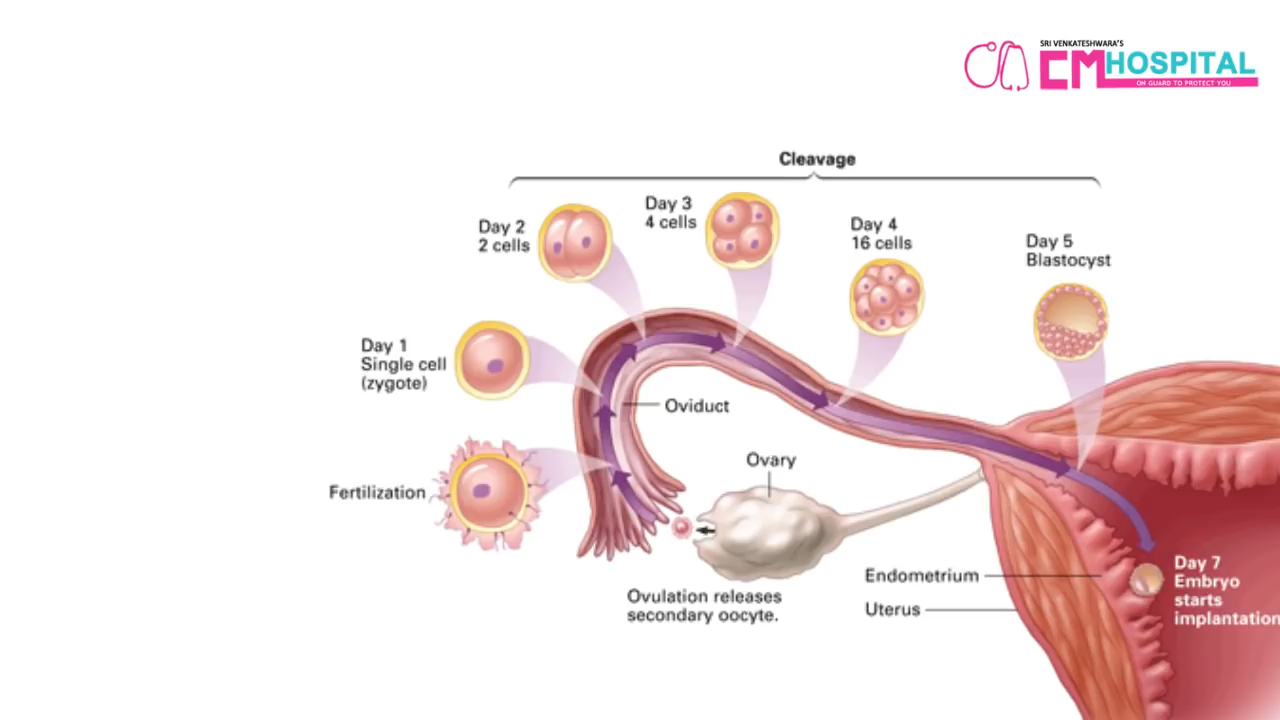 SRI VENKATESHWARA'S
CM HOSPITAL
ON GUARD TO PROTECT YOU
Cleavage
Day 2
2 cells
Day 3
4 cells
Day 4
16 cells
Day 5
Blastocyst
Day 1
Single cell
(zygote)
Oviduct
Ovary
Fertilization
Ovulation releases
secondary oocyte.
Endometrium
Uterus
Day 7
Embryo
starts
implantation